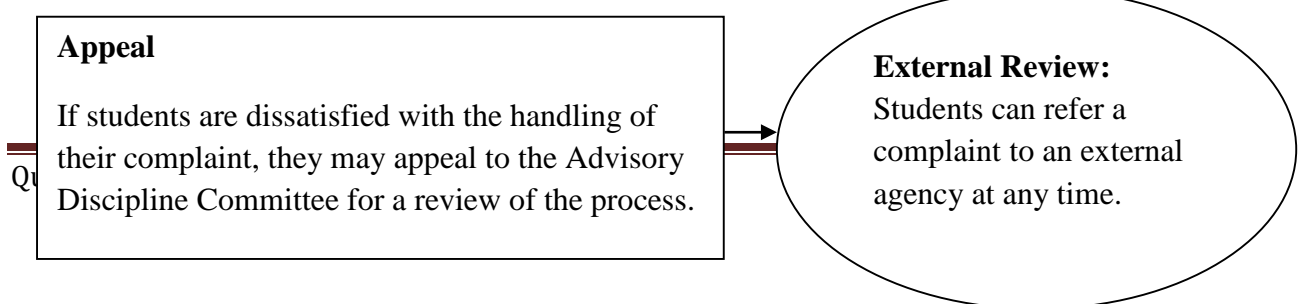 Appeal
If students are dissatisfied with the handling of
their complaint, they may appeal to the Advisory
Discipline Committee for a review of the process.
External Review:
Students can refer a
complaint to an external
agency at any time.